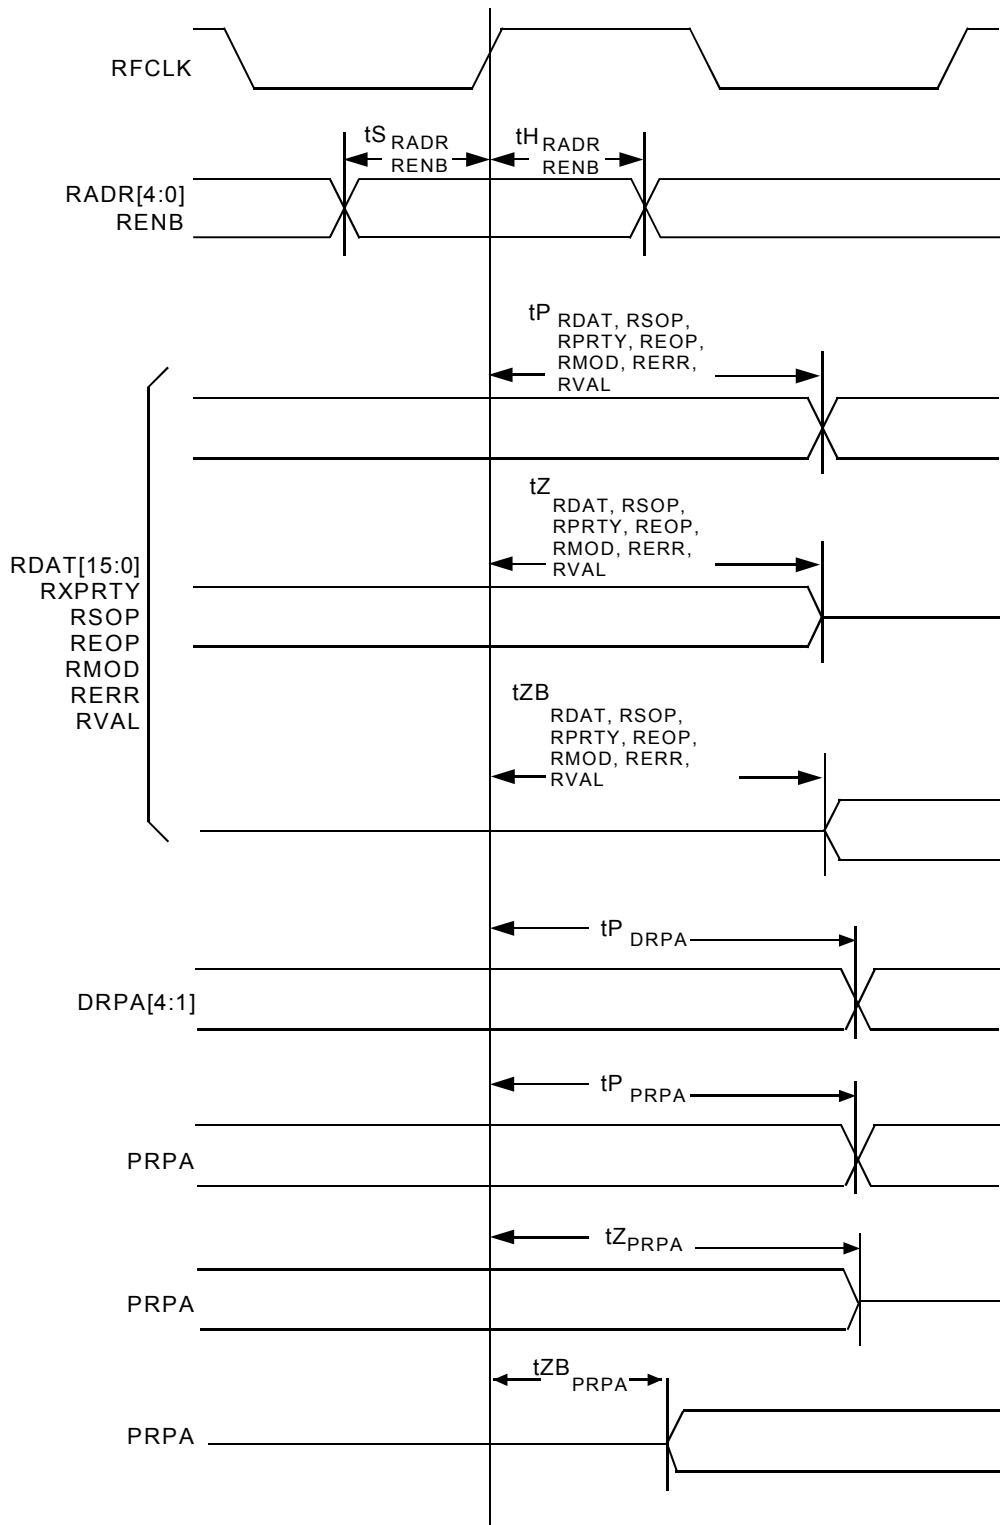 RFCLK
tS RADR
RENB
tH RADR
RENB
RADR[4:0]
RENB
tP RDAT, RSOP,
RPRTY, REOP,
RMOD, RERR,
RVAL
tZ
RDAT, RSOP,
RPRTY, REOP,
RMOD, RERR,
RVAL
RDAT[15:0]
RXPRTY
RSOP
REOP
RMOD
RERR
RVAL
tZB
RDAT, RSOP,
RPRTY, REOP,
RMOD, RERR,
RVAL
tP DRPA
DRPA[4:1]
tP PRPA
PRPA
tZPRPA
PRPA
tZB PRPA
PRPA